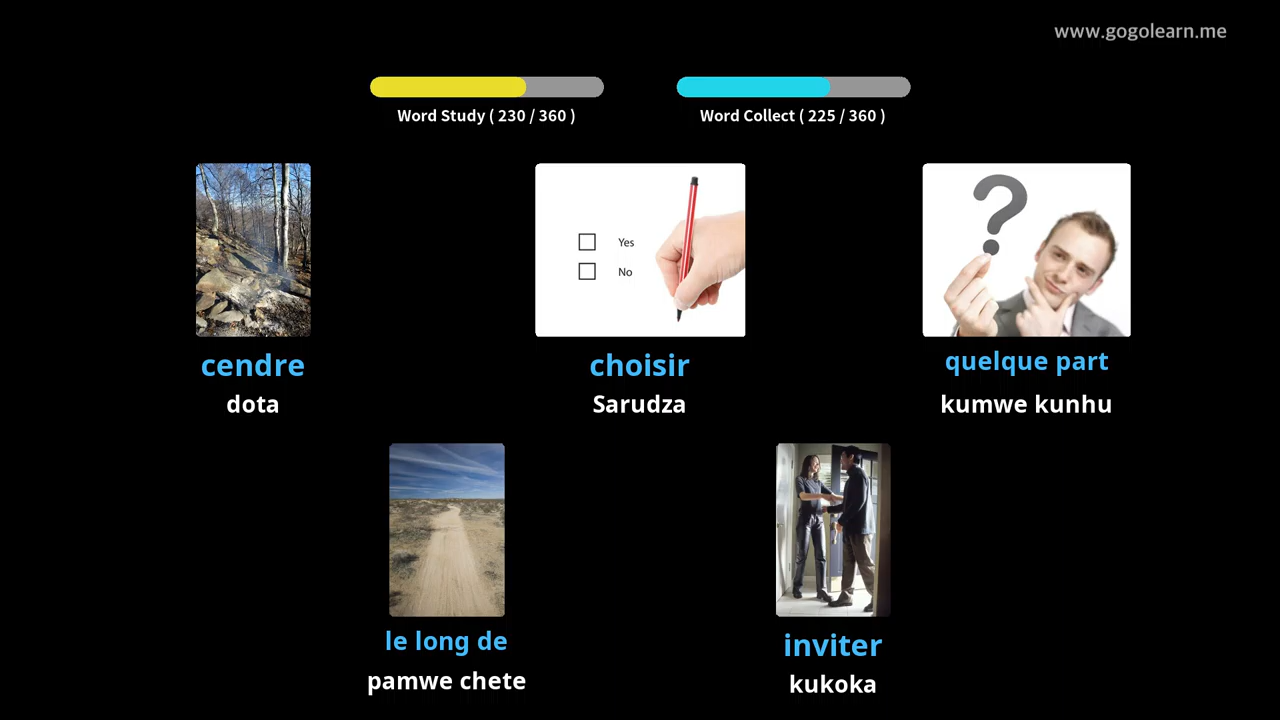 www.gogolearn.me
Word Study ( 230 / 360 )
Word Collect ( 225 / 360 )
Yes
No
cendre
dota
choisir
Sarudza
quelque part
kumwe kunhu
le long de
pamwe chete
inviter
kukoka